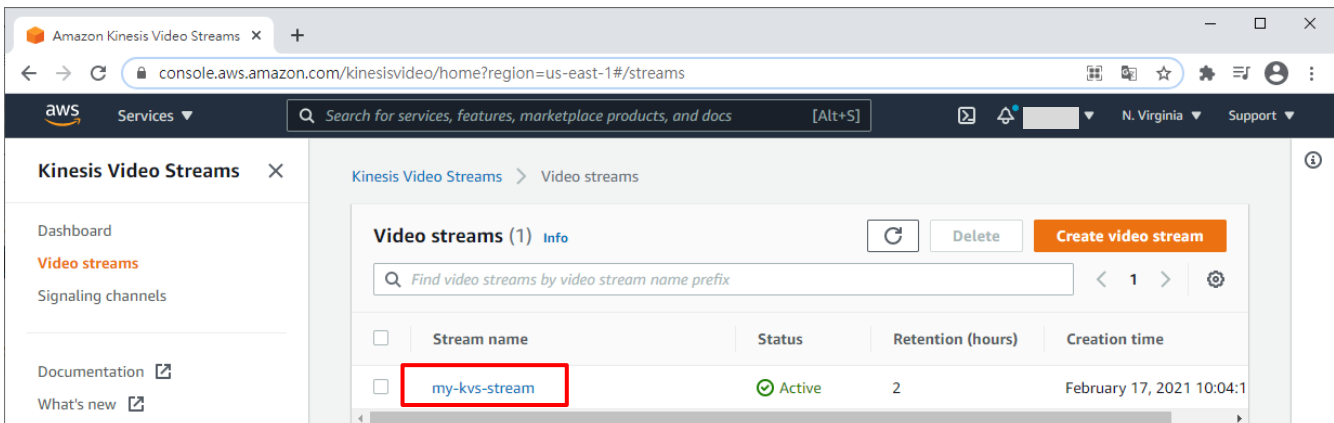 Amazon Kinesis Video Streams
console.aws.amazon.com/kinesisvideo/home?region=us-east-1#/streams
aws Services ▼ Search for services, features, marketplace products, and docs [Alt+S] N. Virginia ▼ Support ▼
Kinesis Video Streams
Kinesis Video Streams > Video streams
Dashboard
Video streams
Signaling channels
Documentation
What's new
Video streams (1) Info Delete Create video stream
Find video streams by video stream name prefix < 1 >
Stream name Status Retention (hours) Creation time
my-kvs-stream Active 2 February 17, 2021 10:04:1